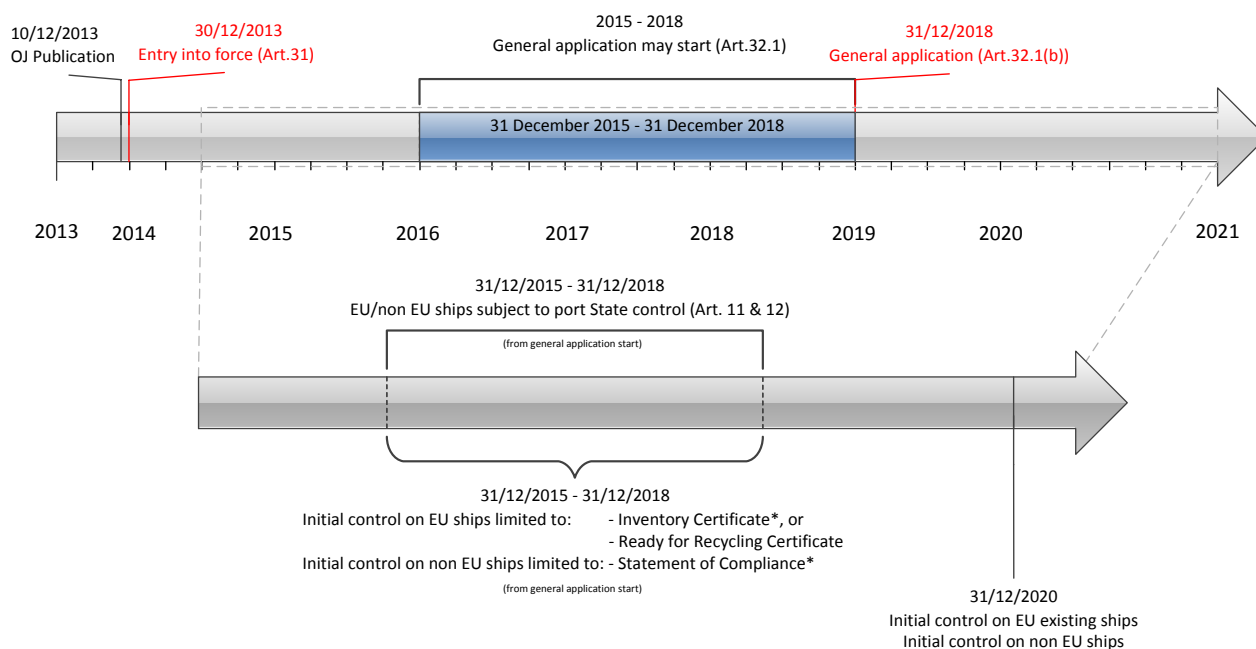 10/12/2013
OJ Publication
30/12/2013
Entry into force (Art.31)
2015 - 2018
General application may start (Art.32.1)
31/12/2018
General application (Art.32.1(b))
31 December 2015 - 31 December 2018
2013 2014 2015 2016 2017 2018 2019 2020 2021
31/12/2015 - 31/12/2018
EU/non EU ships subject to port State control (Art. 11 & 12)
(from general application start)
31/12/2015 - 31/12/2018
Initial control on EU ships limited to: - Inventory Certificate*, or
- Ready for Recycling Certificate
Initial control on non EU ships limited to: - Statement of Compliance*
(from general application start)
31/12/2020
Initial control on EU existing ships
Initial control on non EU ships